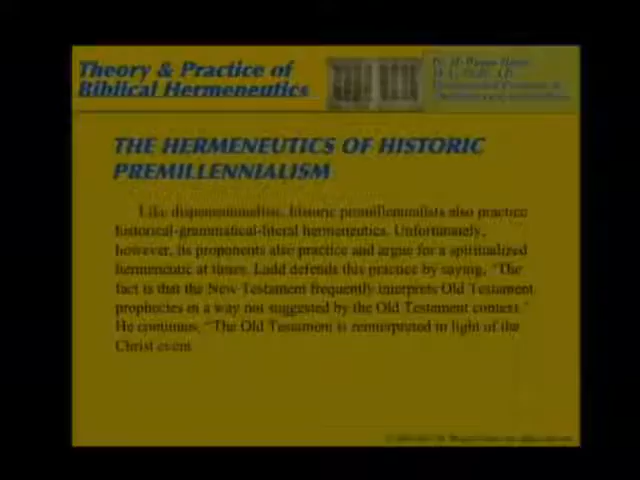 Theory & Practice of
Biblical Hermeneutics
THE HERMENEUTICS OF HISTORIC
PREMILLENNIALISM
Like dispensationalists, historic premillennialists also practice
historical-grammatical-literal hermeneutics. Unfortunately,
however, its proponents also practice and argue for a spiritualized
hermeneutic at times. Ladd defends this practice by saying, "The
fact is that the New Testament frequently interprets Old Testament
prophecies in a way not suggested by the Old Testament context."
He continues, "The Old Testament is reinterpreted in light of the
Christ event